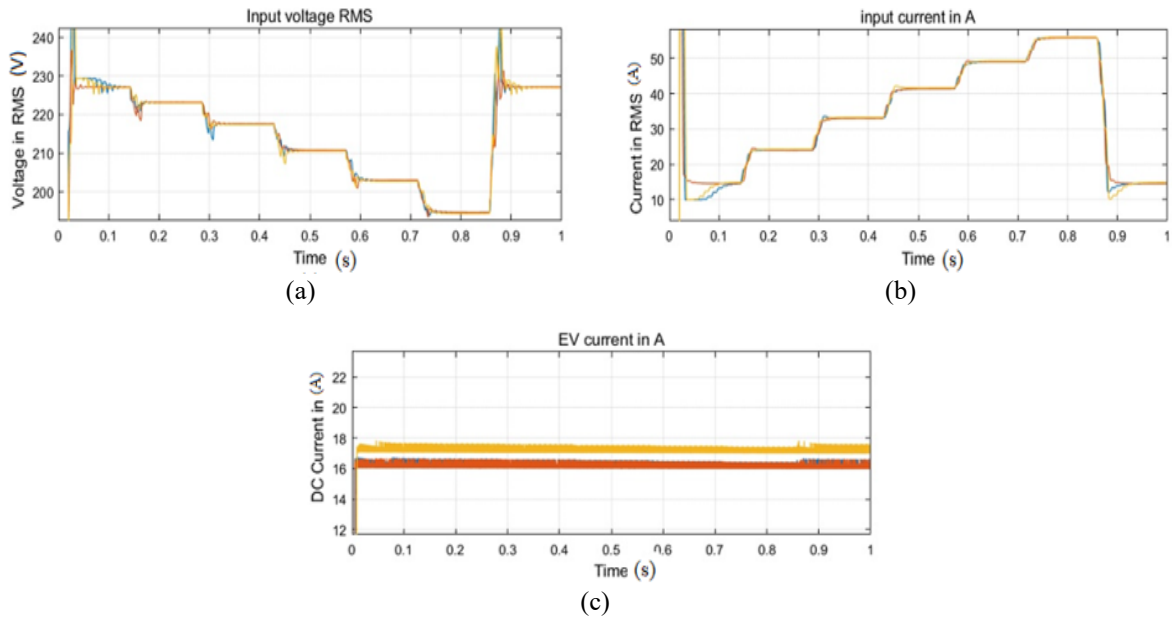 Input voltage RMS
240
230
220
210
200
Voltage in RMS (V)
0 0.1 0.2 0.3 0.4 0.5 0.6 0.7 0.8 0.9 1
Time (s)
(a)
input current in A
50
40
30
20
10
Current in RMS (A)
0 0.1 0.2 0.3 0.4 0.5 0.6 0.7 0.8 0.9 1
Time (s)
(b)
EV current in A
22
20
18
16
14
12
DC Current in (A)
0 0.1 0.2 0.3 0.4 0.5 0.6 0.7 0.8 0.9 1
Time (s)
(c)